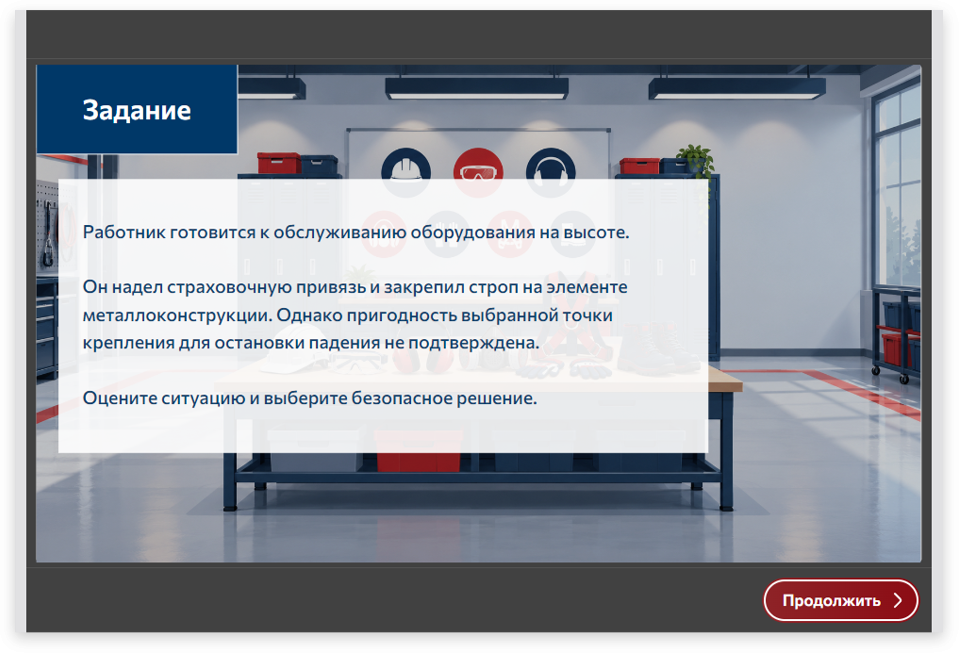 Задание
Работник готовится к обслуживанию оборудования на высоте.
Он надел страховочную привязь и закрепил строп на элементе
металлоконструкции. Однако пригодность выбранной точки
крепления для остановки падения не подтверждена.
Оцените ситуацию и выберите безопасное решение.
Продолжить